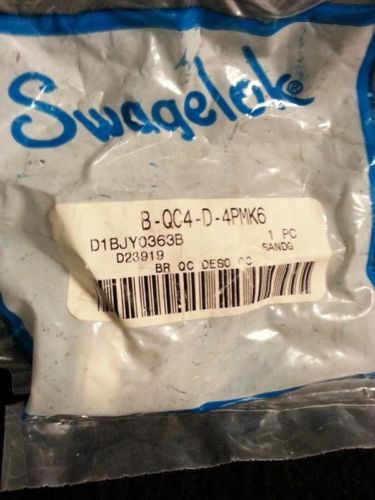 Swagelok®
B-QC4-D-4PMK6
D1BJY0363B 1 PC
D23919 SANDG
BR QC DESO QC